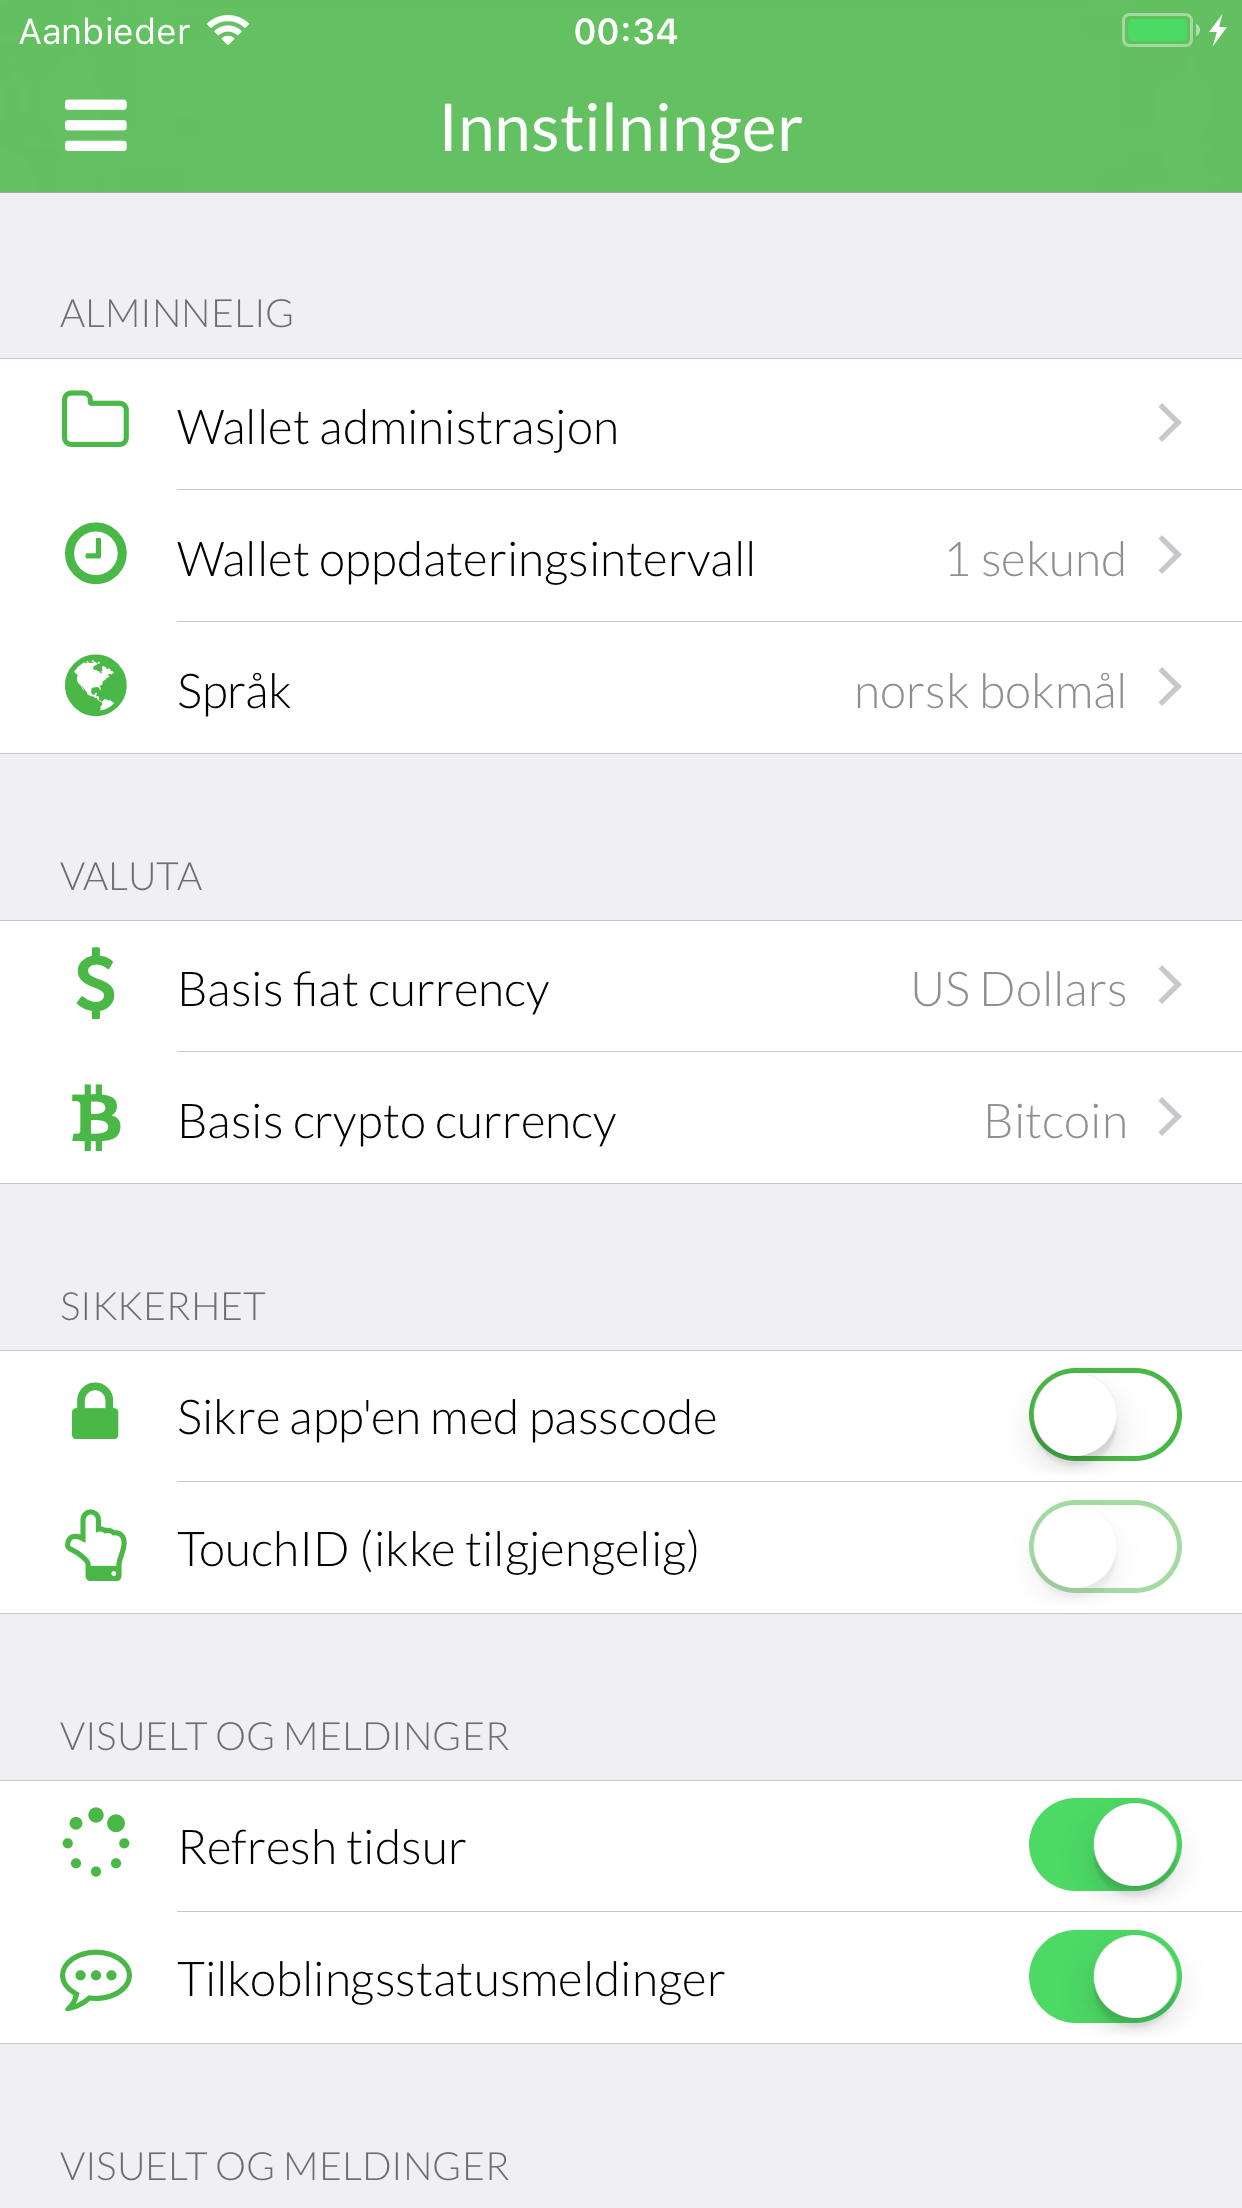 Aanbieder 00:34
Innstilninger
ALMINNELIG
Wallet administrasjon
Wallet oppdateringsintervall 1 sekund
Språk norsk bokmål
VALUTA
Basis fiat currency US Dollars
Basis crypto currency Bitcoin
SIKKERHET
Sikre app'en med passcode
TouchID (ikke tilgjengelig)
VISUELT OG MELDINGER
Refresh tidsur
Tilkoblingsstatusmeldinger
VISUELT OG MELDINGER